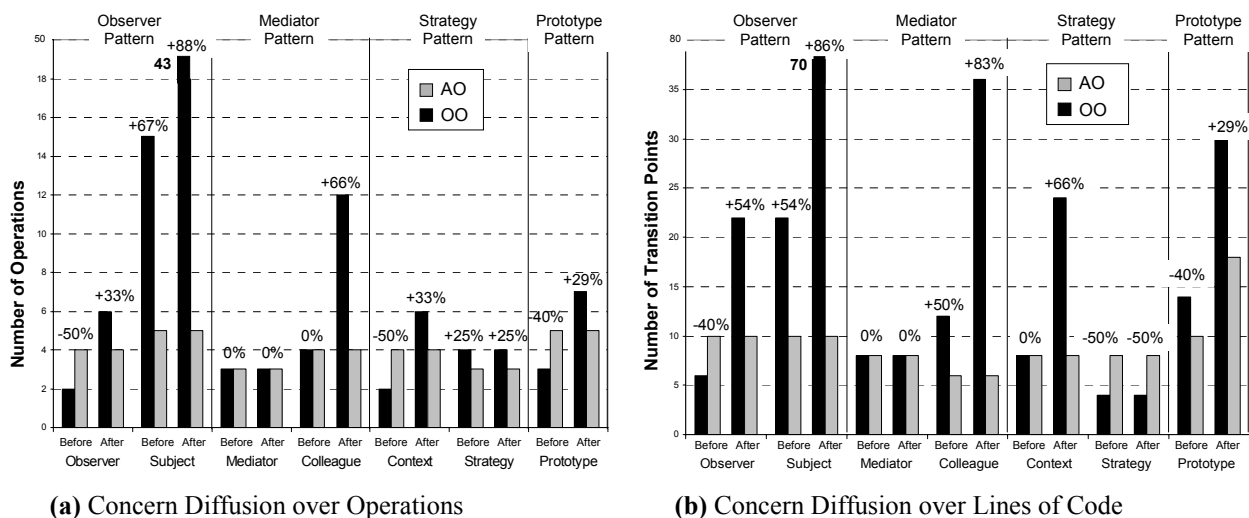 Observer Pattern
Mediator Pattern
Strategy Pattern
Prototype Pattern
50
18
16
14
12
10
8
6
4
2
0
Number of Operations
43
+88%
AO
OO
+67%
+66%
-50%
+33%
0%
0%
0%
-50%
+33%
+25%
+25%
-40%
+29%
Before After Before After Before After Before After Before After Before After Before After
Observer Subject Mediator Colleague Context Strategy Prototype
(a) Concern Diffusion over Operations
Observer Pattern
Mediator Pattern
Strategy Pattern
Prototype Pattern
80
35
30
25
20
15
10
5
0
Number of Transition Points
70
+86%
+83%
AO
OO
-40%
+54%
+54%
0%
0%
+50%
0%
+66%
-50%
-50%
-40%
+29%
Before After Before After Before After Before After Before After Before After Before After
Observer Subject Mediator Colleague Context Strategy Prototype
(b) Concern Diffusion over Lines of Code